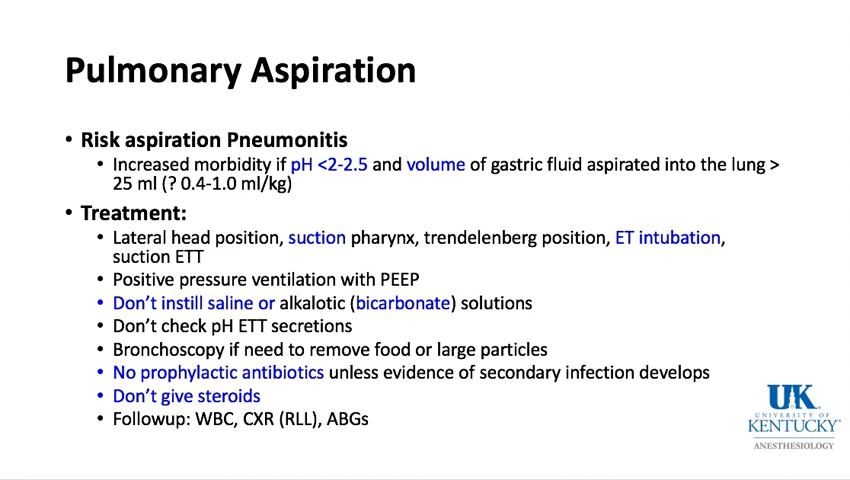 Pulmonary Aspiration
• Risk aspiration Pneumonitis
• Increased morbidity if pH <2-2.5 and volume of gastric fluid aspirated into the lung >
25 ml (? 0.4-1.0 ml/kg)
• Treatment:
• Lateral head position, suction pharynx, trendelenberg position, ET intubation,
suction ETT
• Positive pressure ventilation with PEEP
• Don’t instill saline or alkalotic (bicarbonate) solutions
• Don’t check pH ETT secretions
• Bronchoscopy if need to remove food or large particles
• No prophylactic antibiotics unless evidence of secondary infection develops
• Don’t give steroids
• Followup: WBC, CXR (RLL), ABGs
UK
UNIVERSITY OF
KENTUCKY
ANESTHESIOLOGY